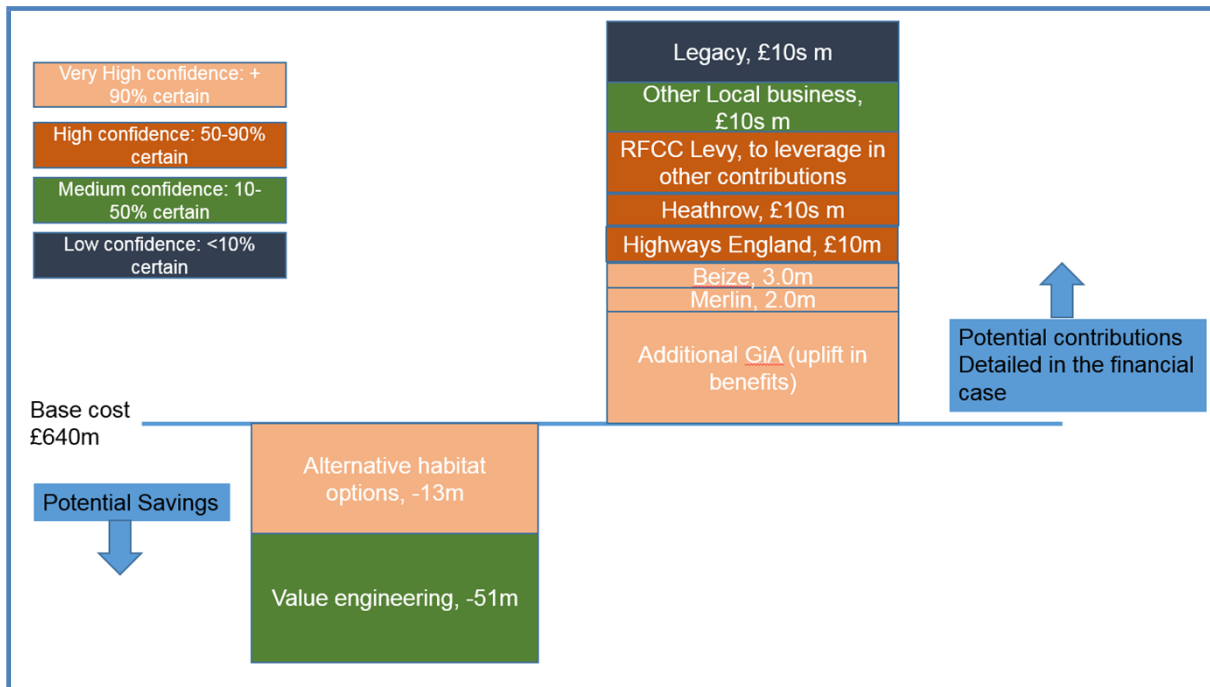 Very High confidence: +
90% certain
High confidence: 50-90%
certain
Medium confidence: 10-
50% certain
Low confidence: <10%
certain
Legacy, £10s m
Other Local business,
£10s m
RFCC Levy, to leverage in
other contributions
Heathrow, £10s m
Highways England, £10m
Beize, 3.0m
Merlin, 2.0m
Additional GiA (uplift in
benefits)
Potential contributions
Detailed in the financial
case
Base cost
£640m
Potential Savings
Alternative habitat
options, -13m
Value engineering, -51m